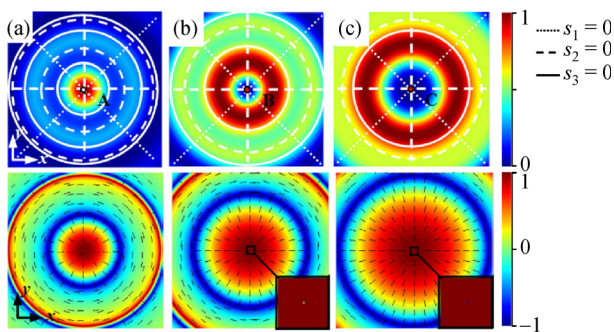 (a) (b) (c) 1 s₁ = 0
s₂ = 0
s₃ = 0
A B C
y
x 0
1
0
y
x −1